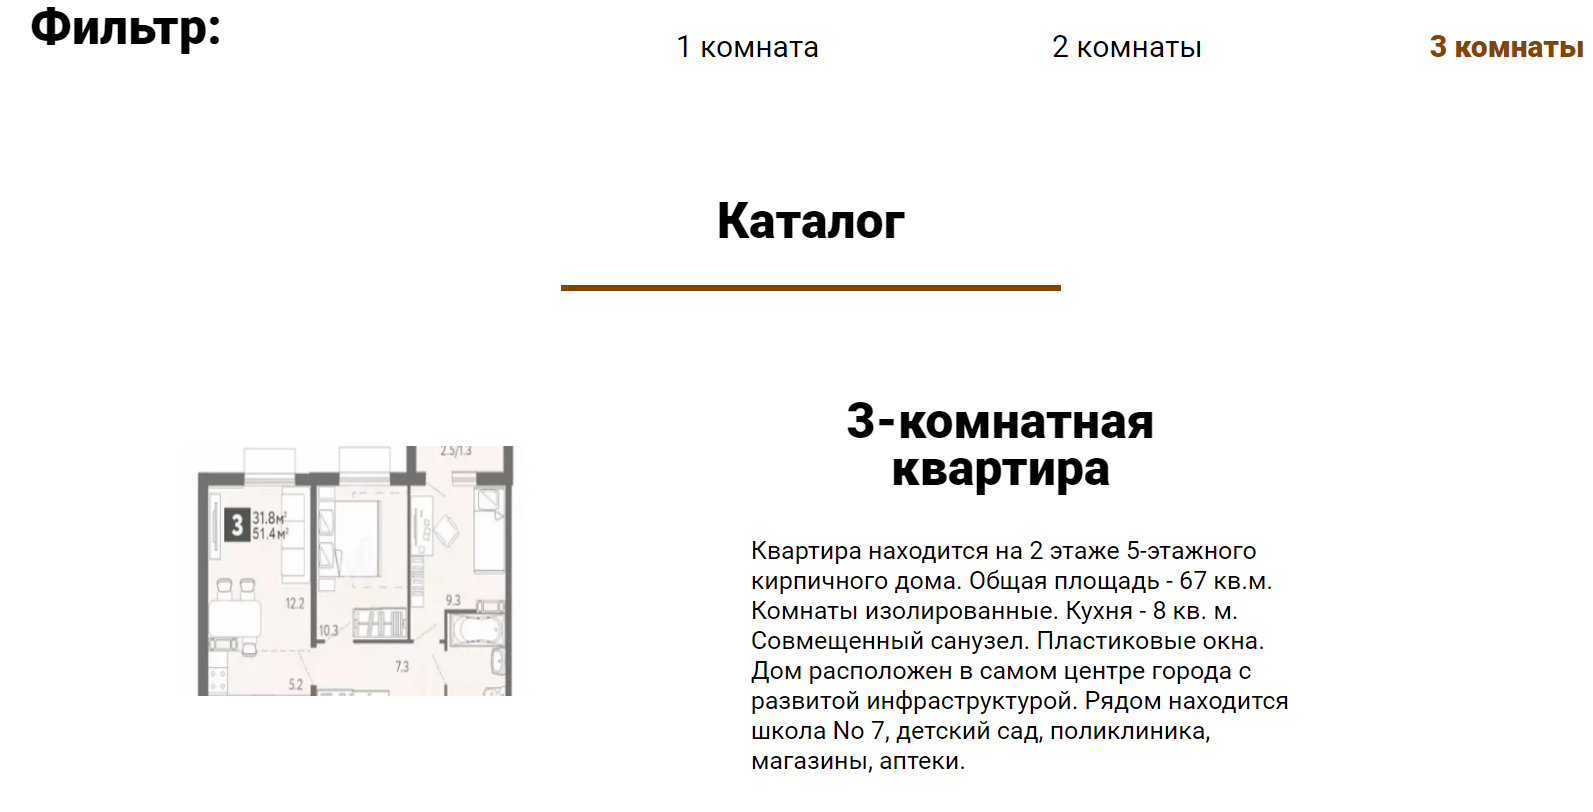 Фильтр:
1 комната
2 комнаты
3 комнаты
Каталог
3-комнатная
квартира
2.5/1.3
3
31.8м²
51.4м²
12.2
10.3
9.3
7.3
5.2
Квартира находится на 2 этаже 5-этажного
кирпичного дома. Общая площадь - 67 кв.м.
Комнаты изолированные. Кухня - 8 кв. м.
Совмещенный санузел. Пластиковые окна.
Дом расположен в самом центре города с
развитой инфраструктурой. Рядом находится
школа No 7, детский сад, поликлиника,
магазины, аптеки.